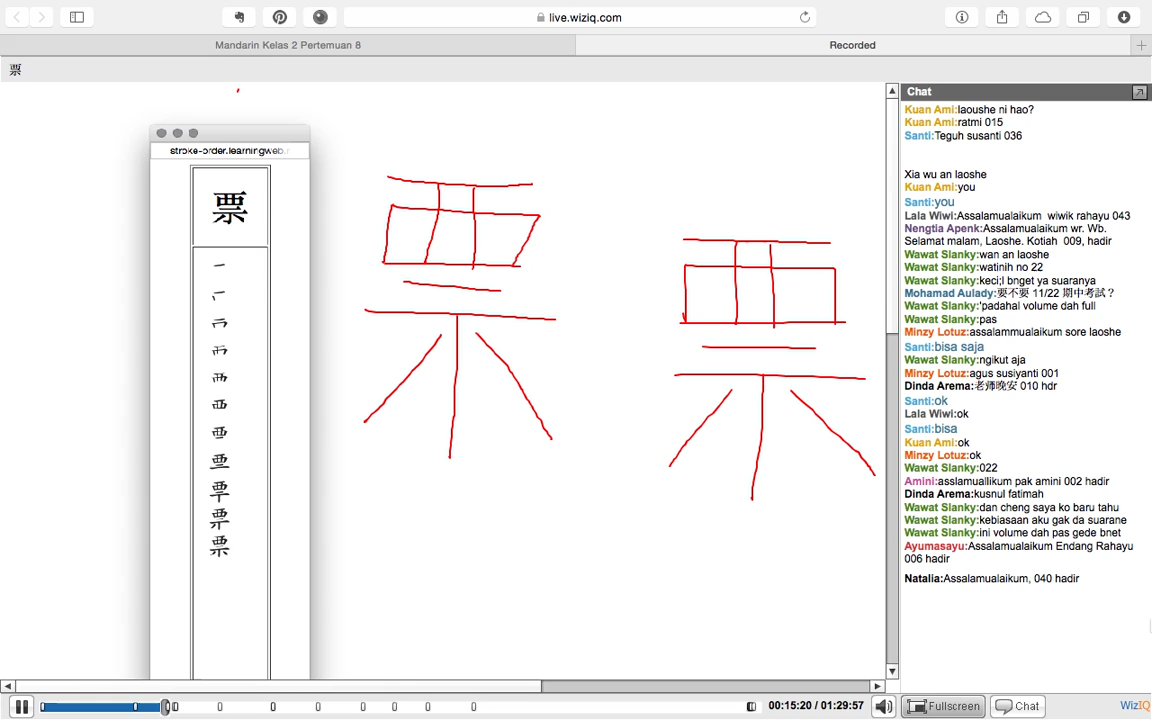 live.wiziq.com
Mandarin Kelas 2 Pertemuan 8
Recorded
票
stroke-order.learningweb.
票
票
票
票
Chat
Kuan Ami:laoushe ni hao?
Kuan Ami:ratmi 015
Santi:Teguh susanti 036
Xia wu an laoshe
Kuan Ami:you
Santi:you
Lala Wiwi:Assalamualaikum wiwik rahayu 043
Nengtia Apenk:Assalamualaikum wr. Wb.
Selamat malam, Laoshe. Kotiah 009, hadir
Wawat Slanky:wan an laoshe
Wawat Slanky:watinih no 22
Wawat Slanky:keci;l bnget ya suaranya
Mohamad Aulady:要不要 11/22 期中考試？
Wawat Slanky:'padahal volume dah full
Wawat Slanky:pas
Minzy Lotuz:assalammualaikum sore laoshe
Santi:bisa saja
Wawat Slanky:ngikut aja
Minzy Lotuz:agus susiyanti 001
Dinda Arema:老师晚安 010 hdr
Santi:ok
Lala Wiwi:ok
Santi:bisa
Kuan Ami:ok
Minzy Lotuz:ok
Wawat Slanky:022
Amini:asslamuallikum pak amini 002 hadir
Dinda Arema:kusnul fatimah
Wawat Slanky:dan cheng saya ko baru tahu
Wawat Slanky:kebiasaan aku gak da suarane
Wawat Slanky:ini volume dah pas gede bnet
Ayumasayu:Assalamualaikum Endang Rahayu
006 hadir
Natalia:Assalamualaikum, 040 hadir
00:15:20 / 01:29:57
Fullscreen
Chat
WizIQ